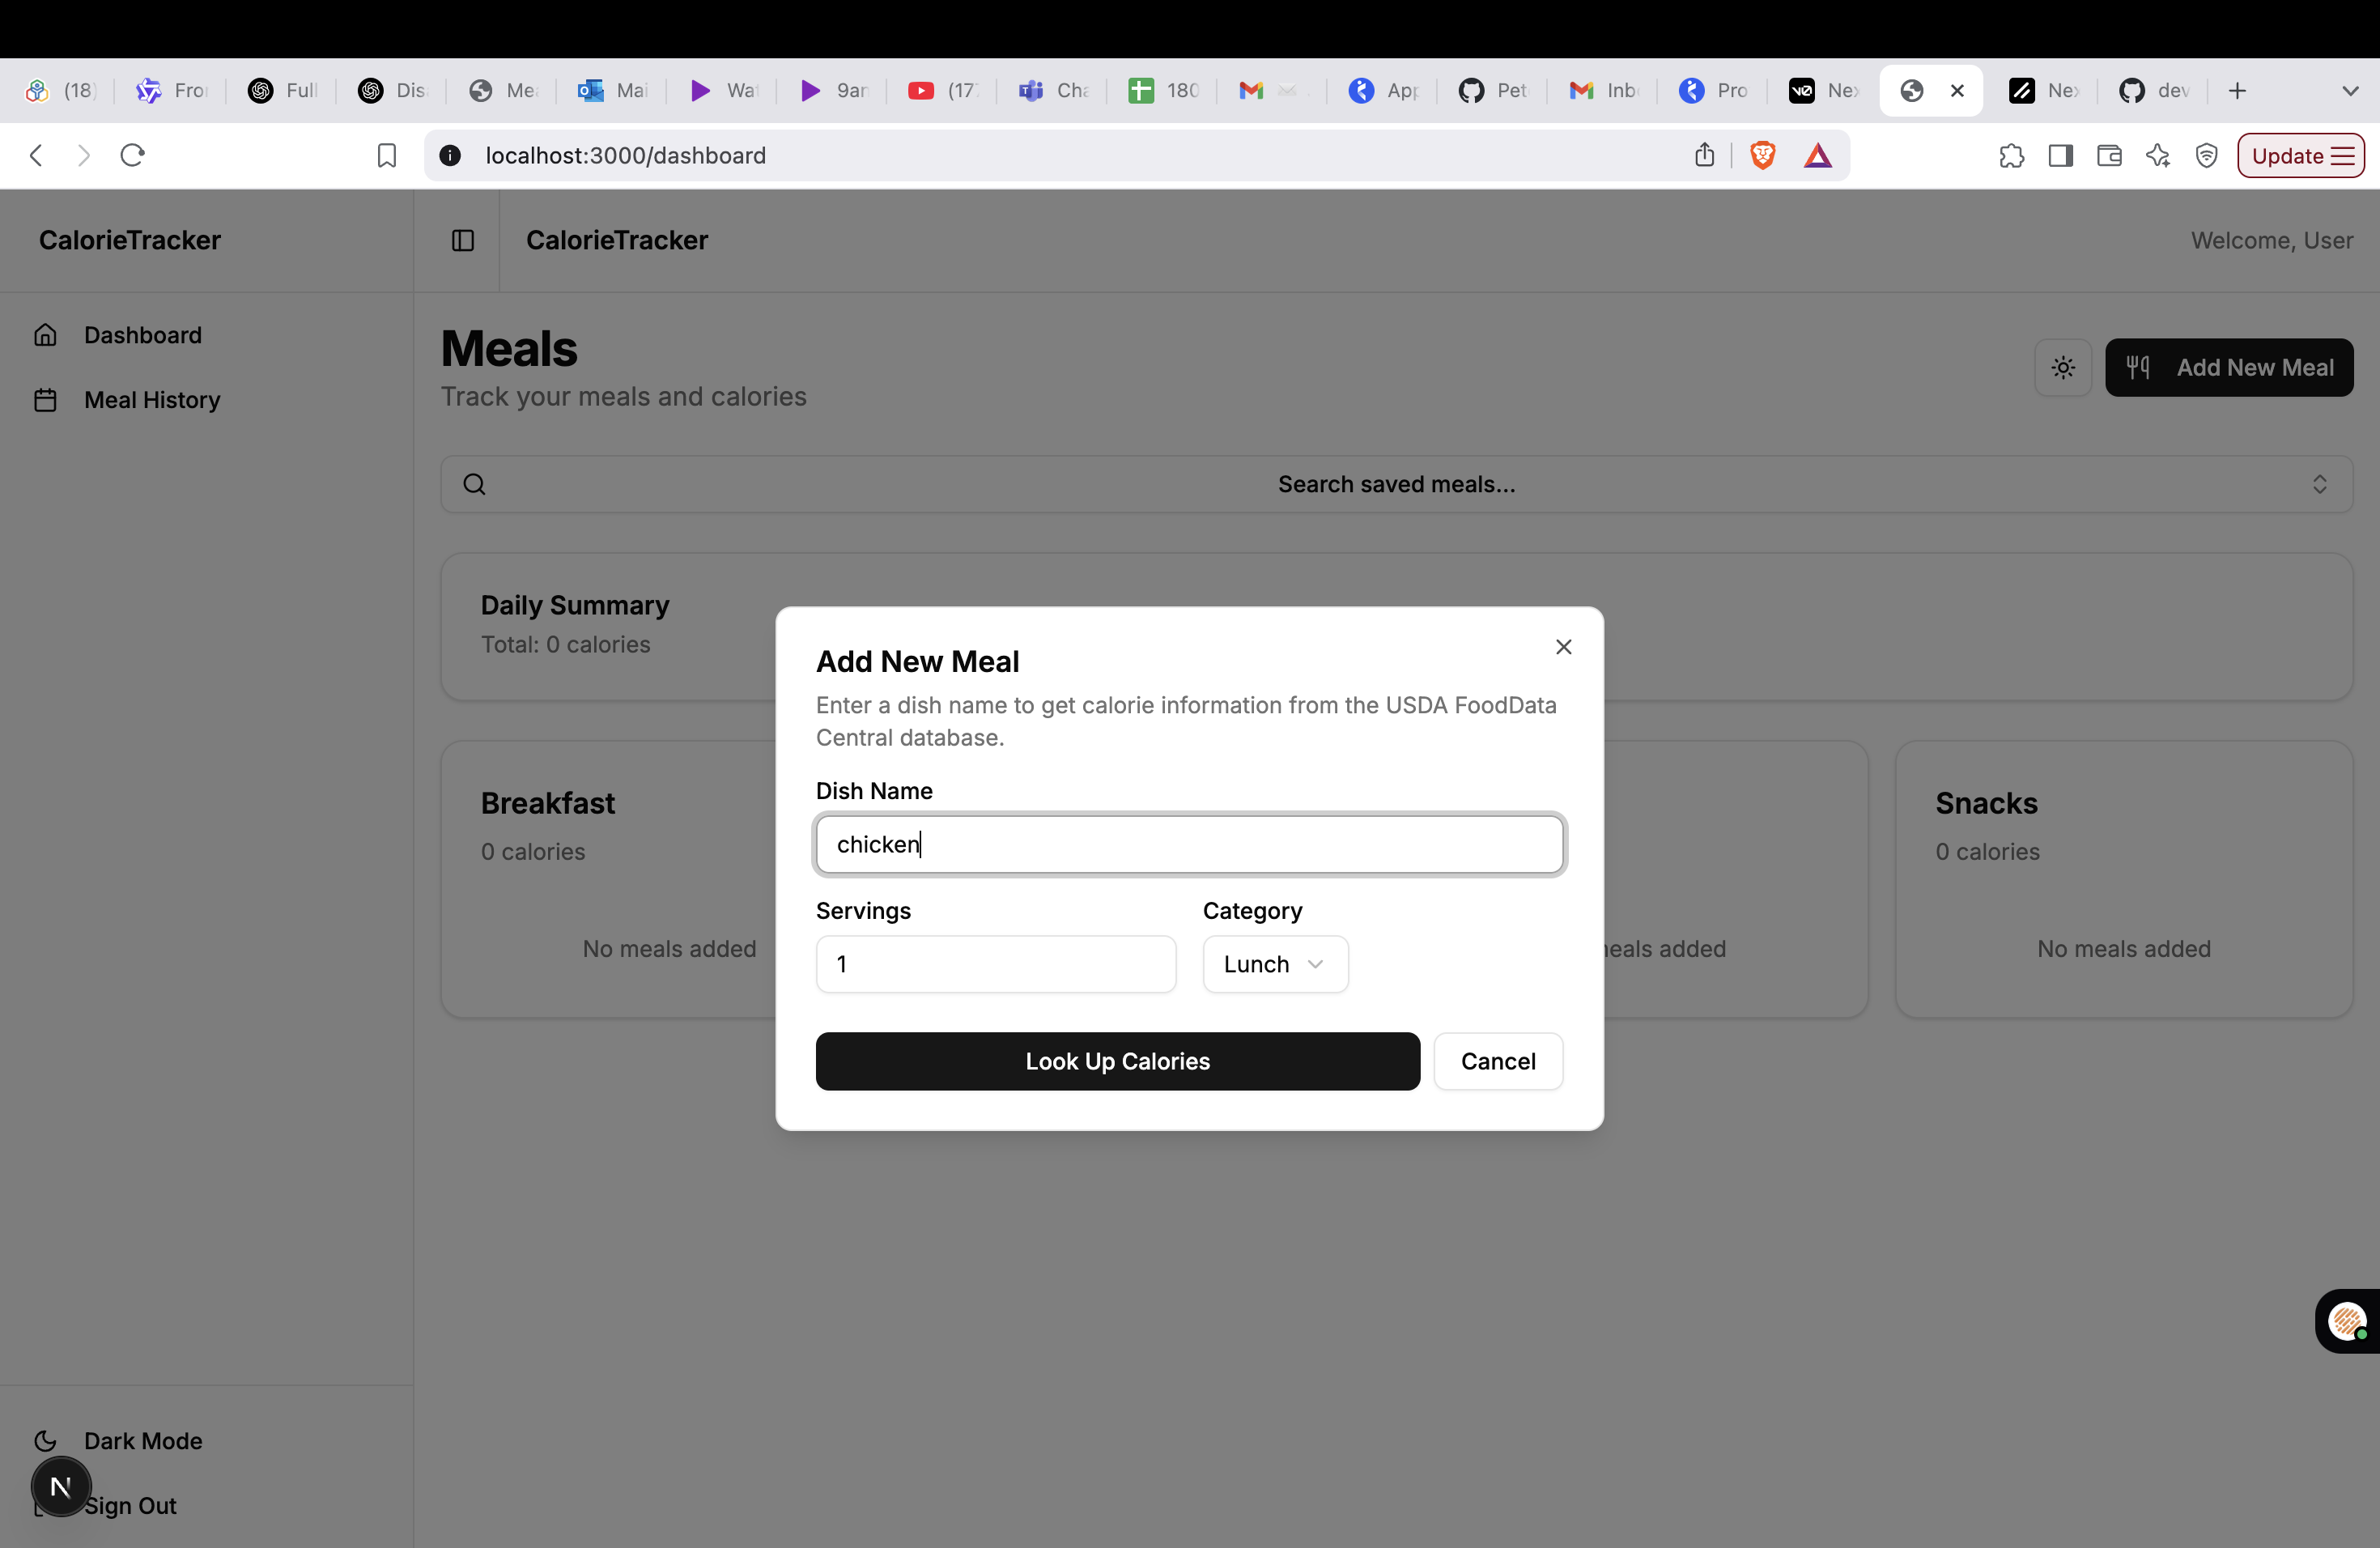 (18) Fro Full Dis Me Mai Wat 9an (17 Cha 180 App Pet Inb Pro Nex Nex dev
localhost:3000/dashboard
Update
CalorieTracker
CalorieTracker
Welcome, User
Dashboard
Meal History
Meals
Track your meals and calories
Add New Meal
Search saved meals...
Daily Summary
Total: 0 calories
Breakfast
0 calories
No meals added
eals added
Snacks
0 calories
No meals added
Add New Meal
Enter a dish name to get calorie information from the USDA FoodData
Central database.
Dish Name
chicken
Servings
Category
1
Lunch
Look Up Calories
Cancel
Dark Mode
N
Sign Out